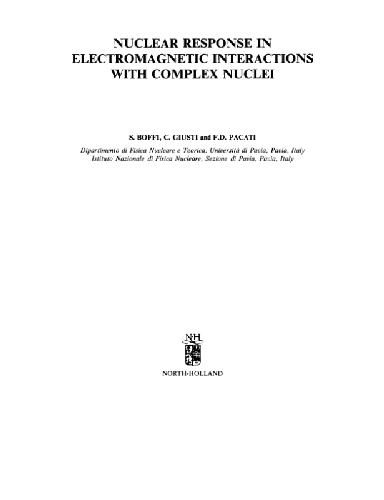 NUCLEAR RESPONSE IN
ELECTROMAGNETIC INTERACTIONS
WITH COMPLEX NUCLEI
S. BOFFI, C. GIUSTI and F.D. PACATI
Dipartimento di Fisica Nucleare e Teorica, Università di Pavia, Pavia, Italy
Istituto Nazionale di Fisica Nucleare, Sezione di Pavia, Pavia, Italy
NH
NORTH-HOLLAND